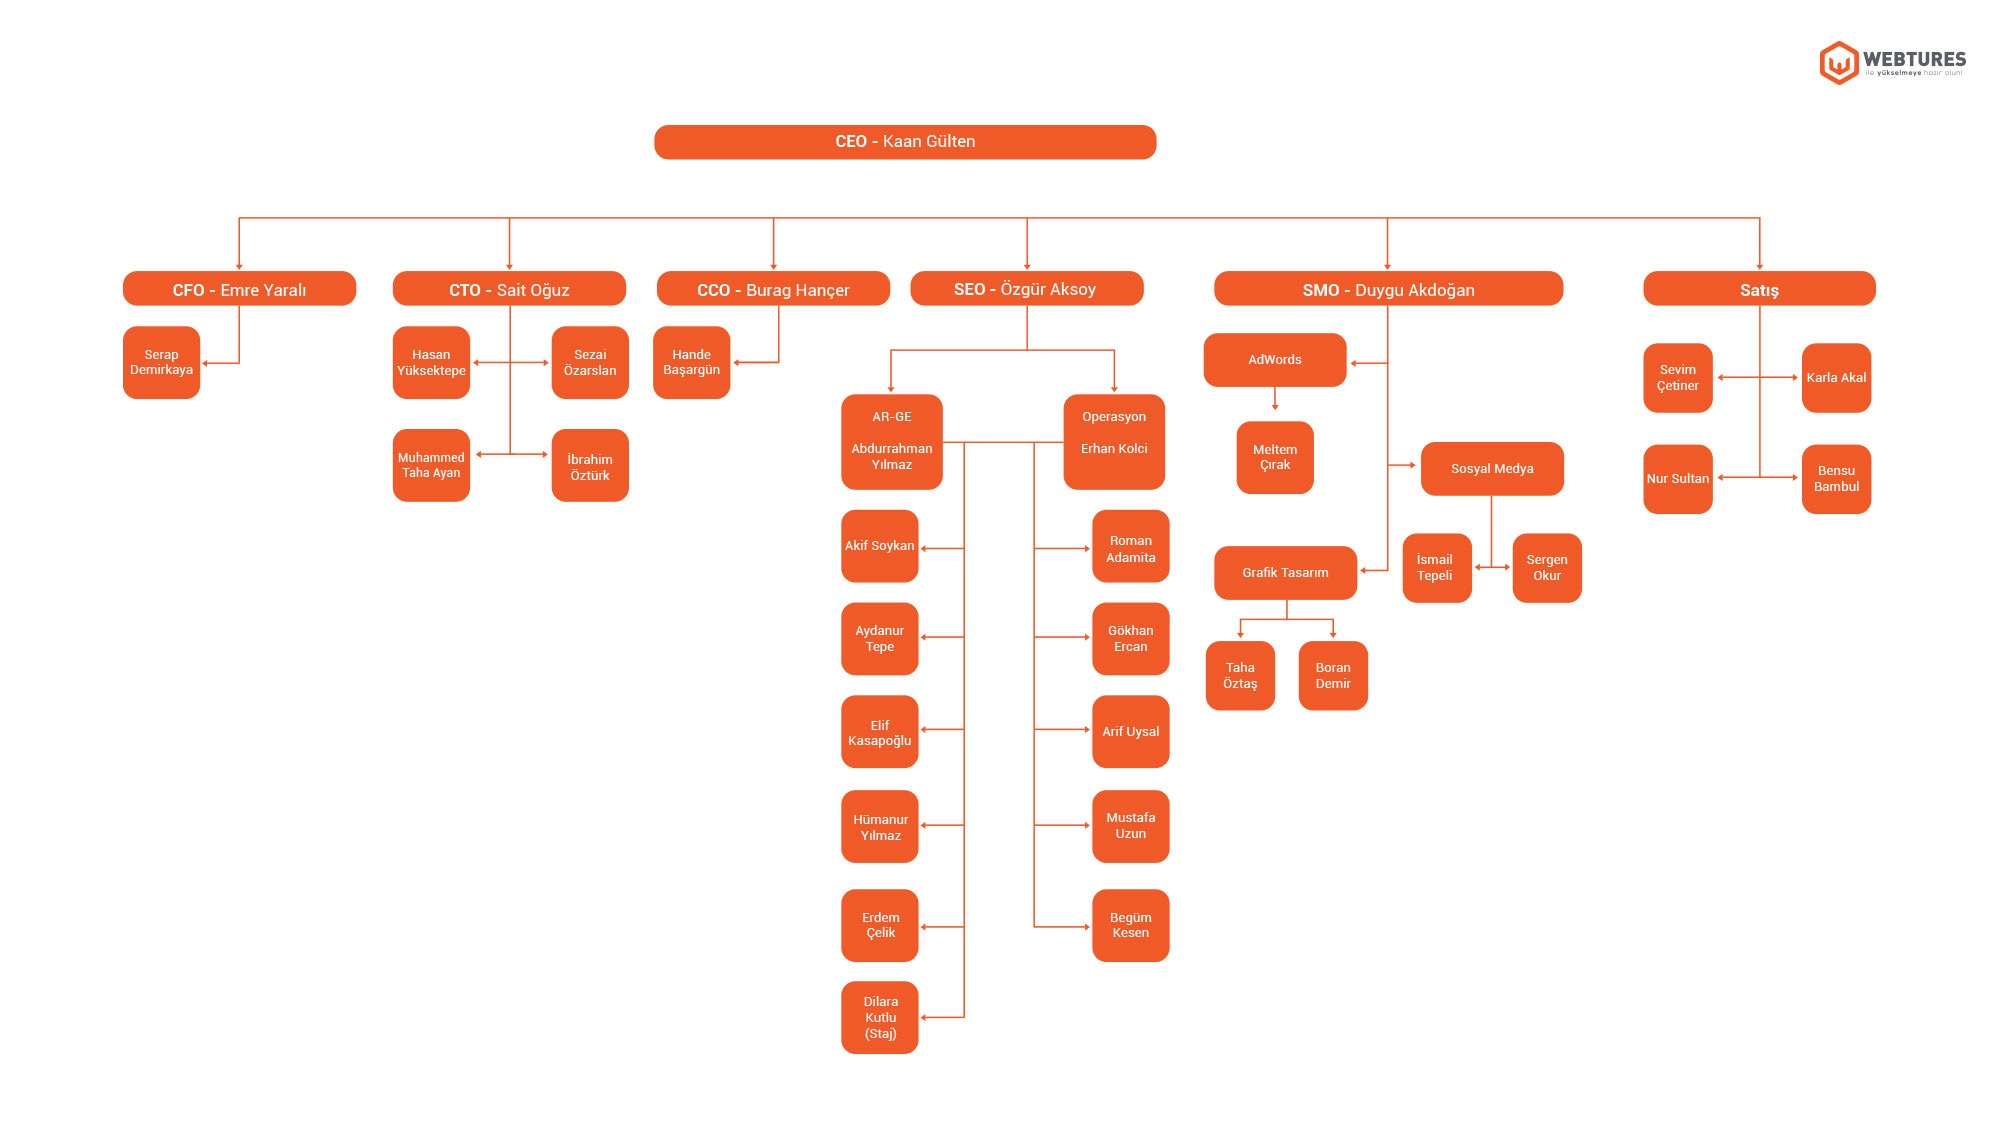 WEBTURES
ile yükselmeye hazır olun!
CEO - Kaan Gülten
CFO - Emre Yaralı
CTO - Sait Oğuz
CCO - Burag Hançer
SEO - Özgür Aksoy
SMO - Duygu Akdoğan
Satış
Serap
Demirkaya
Hasan
Yüksektepe
Sezai
Özarslan
Muhammed
Taha Ayan
İbrahim
Öztürk
Hande
Başargün
AR-GE
Abdurrahman
Yılmaz
Operasyon
Erhan Kolci
Akif Soykan
Aydanur
Tepe
Elif
Kasapoğlu
Hümanur
Yılmaz
Erdem
Çelik
Dilara
Kutlu
(Staj)
Roman
Adamita
Gökhan
Ercan
Arif Uysal
Mustafa
Uzun
Begüm
Kesen
AdWords
Meltem
Çırak
Sosyal Medya
İsmail
Tepeli
Sergen
Okur
Grafik Tasarım
Taha
Öztaş
Boran
Demir
Sevim
Çetiner
Karla Akal
Nur Sultan
Bensu
Bambul